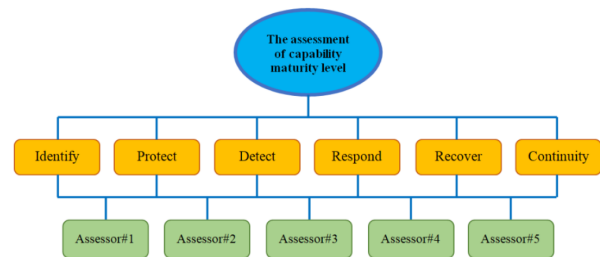 The assessment
of capability
maturity level
Identify
Protect
Detect
Respond
Recover
Continuity
Assessor#1
Assessor#2
Assessor#3
Assessor#4
Assessor#5